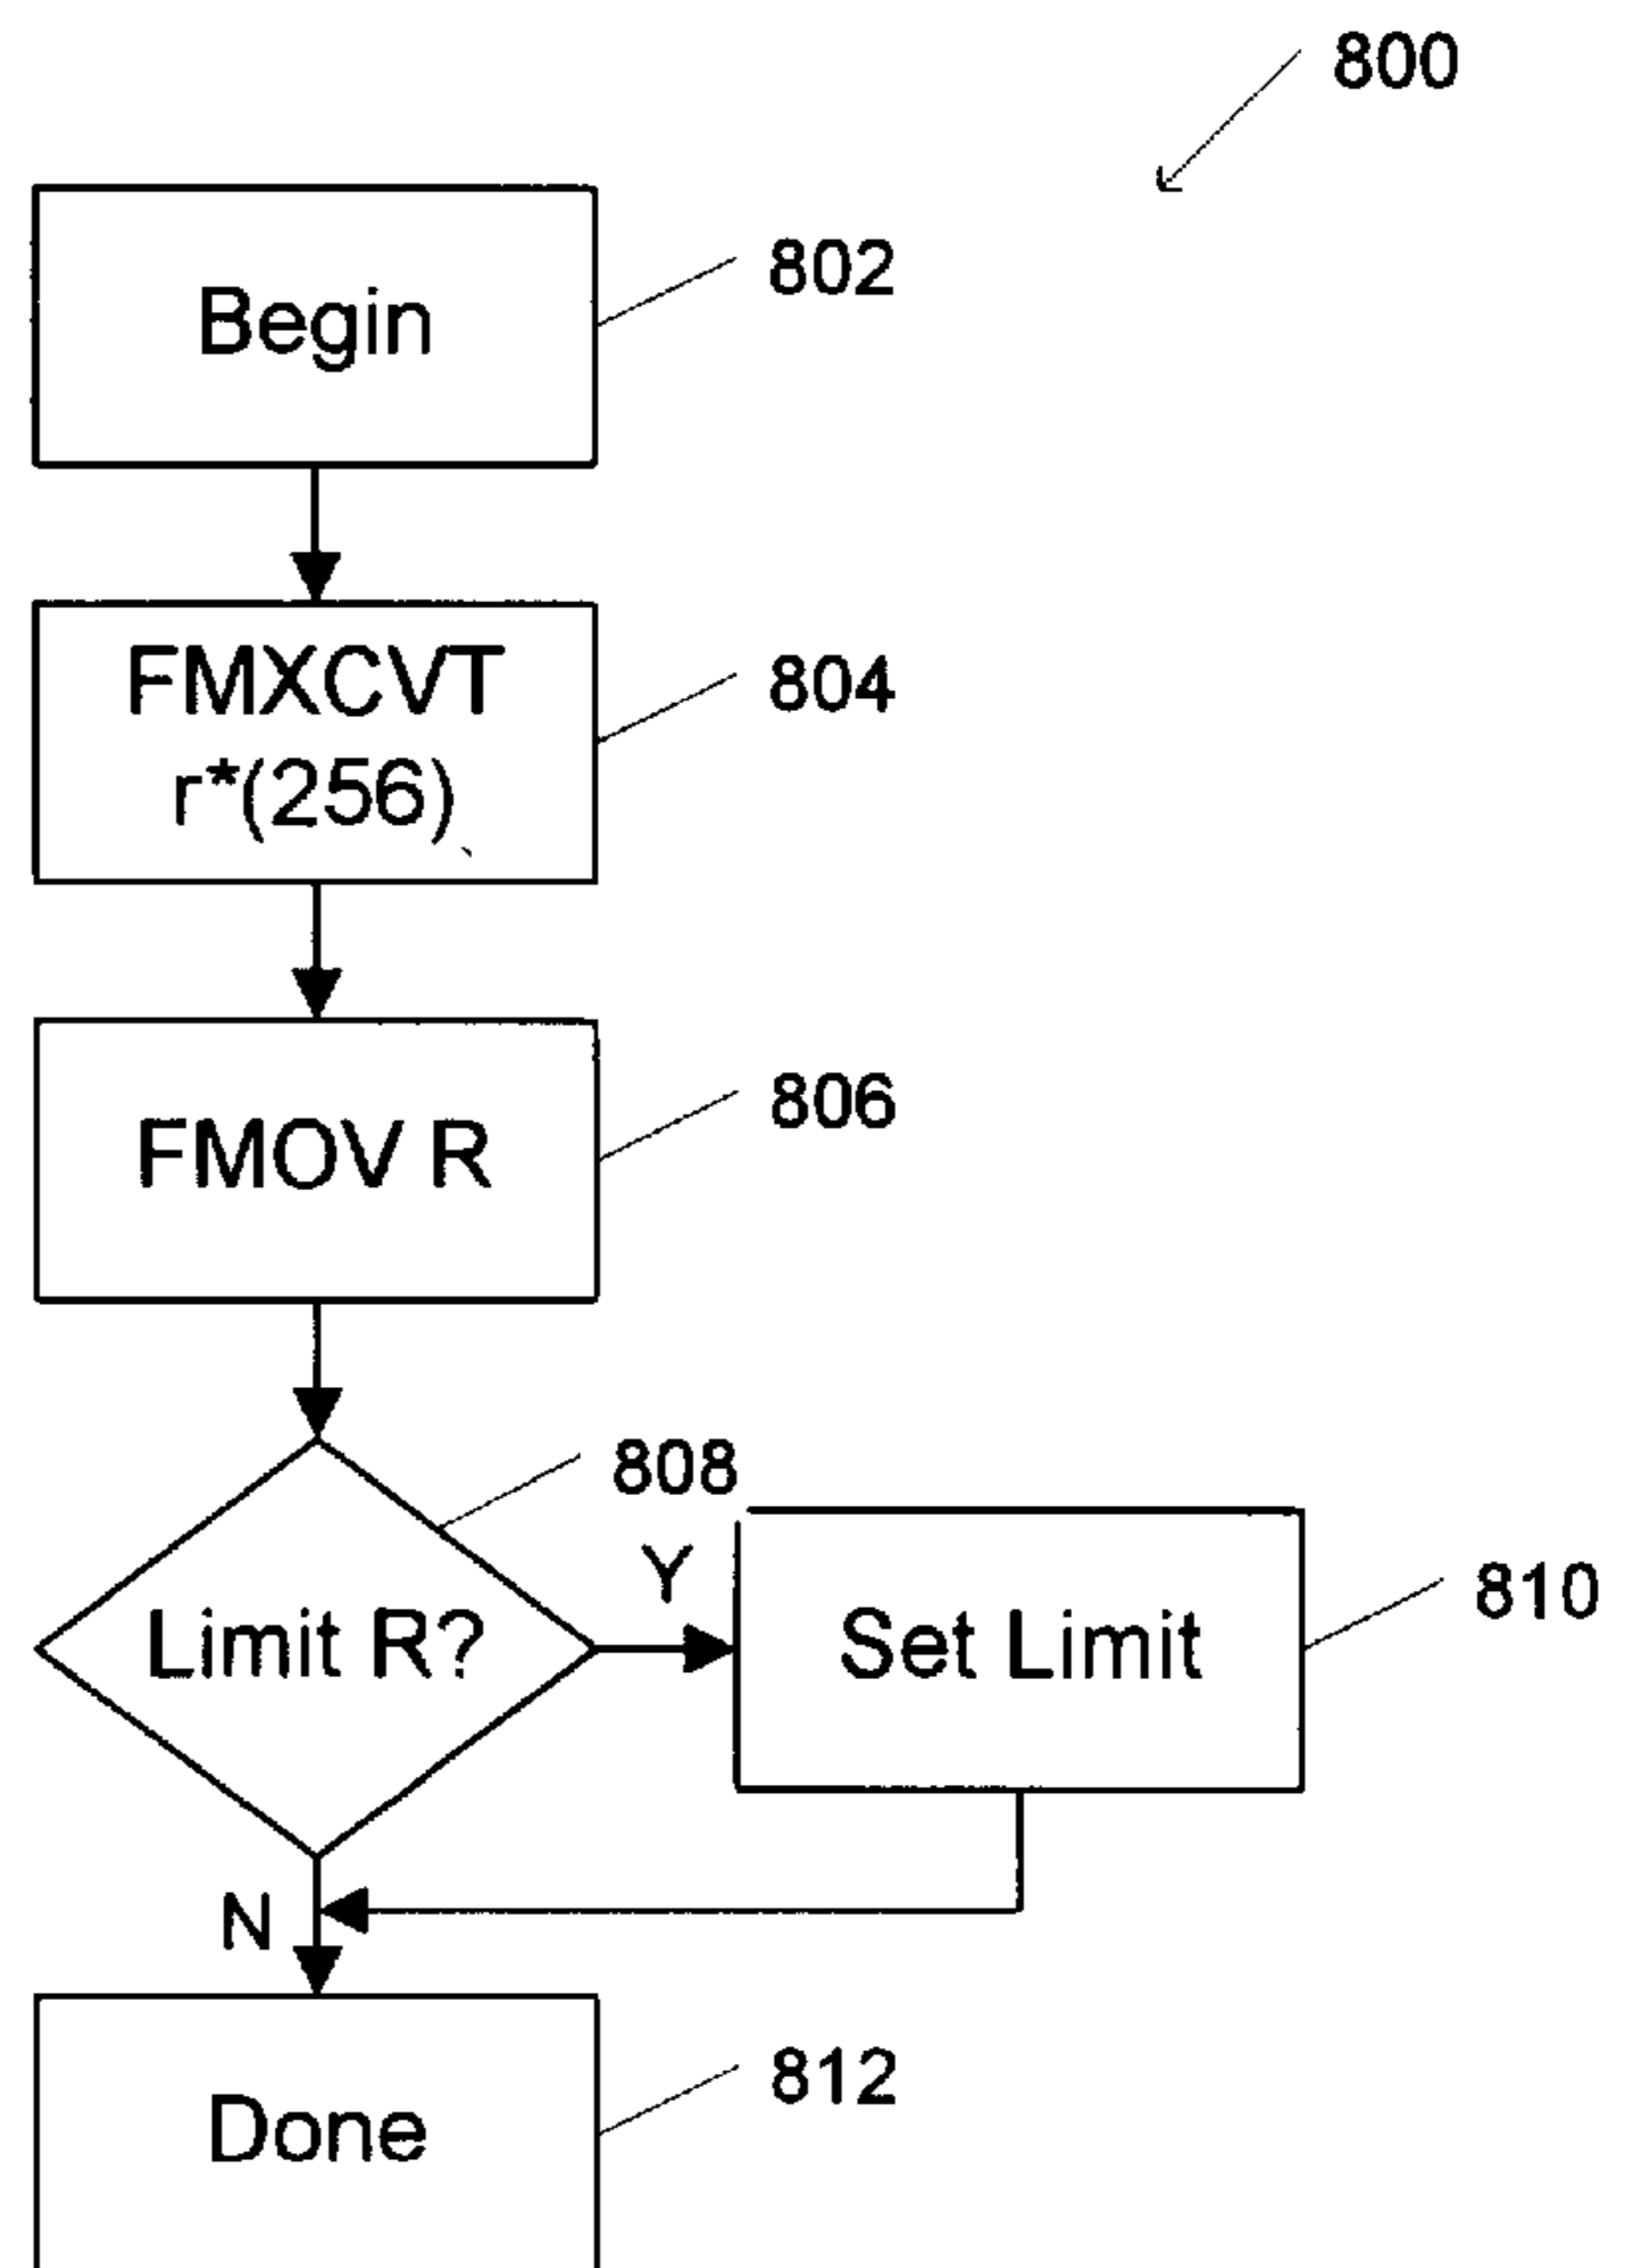 800
Begin
802
FMXCVT
r*(256)
804
FMOV R
806
808
Limit R?
Y
Set Limit
810
N
Done
812